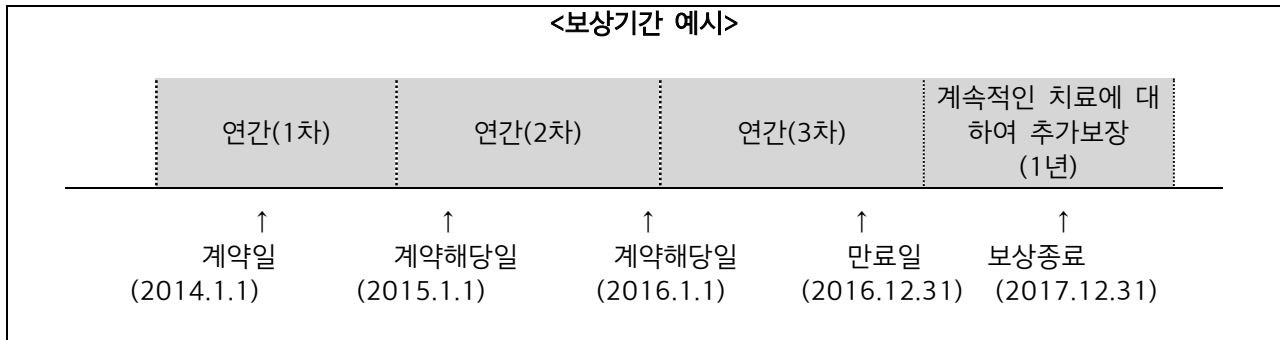 <보상기간 예시>
계속적인 치료에 대
연간(1차) 연간(2차) 연간(3차) 하여 추가보장
(1년)
↑ ↑ ↑ ↑ ↑
계약일 계약해당일 계약해당일 만료일 보상종료
(2014.1.1) (2015.1.1) (2016.1.1) (2016.12.31) (2017.12.31)